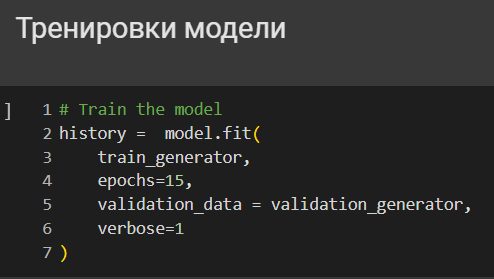 Тренировки модели
] 1 # Train the model
2 history =  model.fit(
3     train_generator,
4     epochs=15,
5     validation_data = validation_generator,
6     verbose=1
7 )